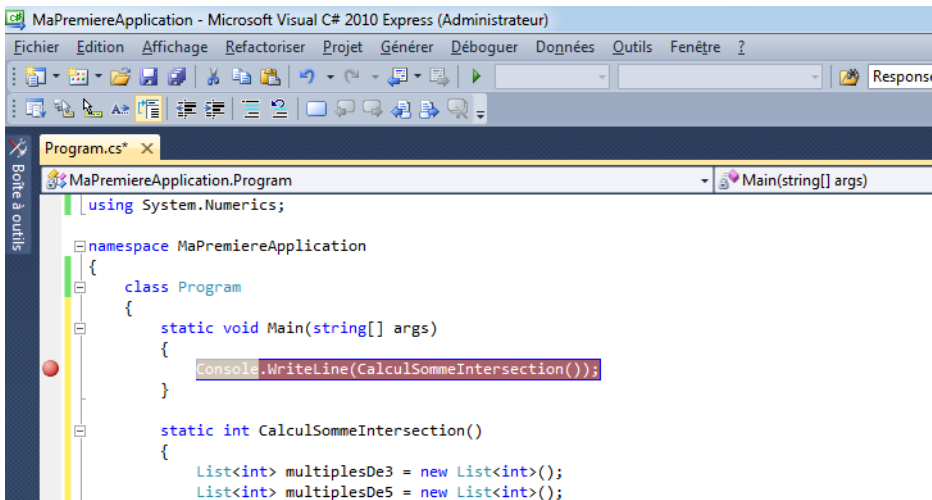 MaPremiereApplication - Microsoft Visual C# 2010 Express (Administrateur)
Fichier Edition Affichage Refactoriser Projet Générer Déboguer Données Outils Fenêtre ?
Response
Program.cs*
Boîte à outils
MaPremiereApplication.Program Main(string[] args)
using System.Numerics;
namespace MaPremiereApplication
{
class Program
{
static void Main(string[] args)
{
Console.WriteLine(CalculSommeIntersection());
}
static int CalculSommeIntersection()
{
List<int> multiplesDe3 = new List<int>();
List<int> multiplesDe5 = new List<int>();